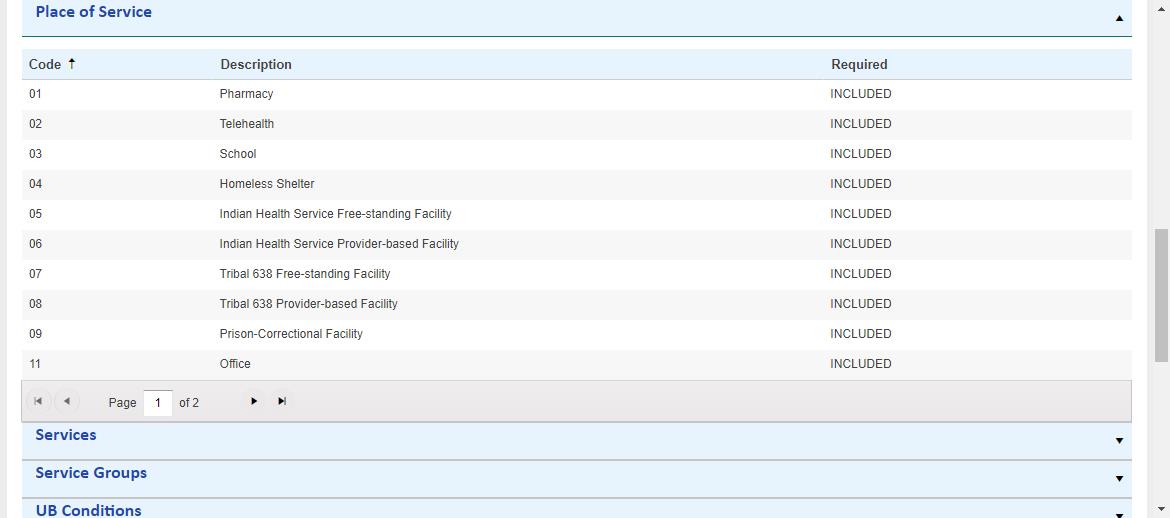 Place of Service
Code Description Required
01 Pharmacy INCLUDED
02 Telehealth INCLUDED
03 School INCLUDED
04 Homeless Shelter INCLUDED
05 Indian Health Service Free-standing Facility INCLUDED
06 Indian Health Service Provider-based Facility INCLUDED
07 Tribal 638 Free-standing Facility INCLUDED
08 Tribal 638 Provider-based Facility INCLUDED
09 Prison-Correctional Facility INCLUDED
11 Office INCLUDED
Page 1 of 2
Services
Service Groups
UB Conditions